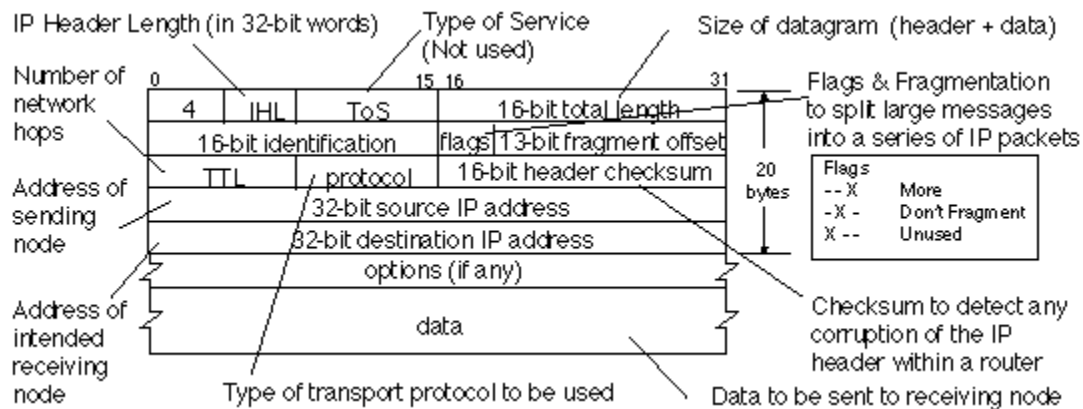 IP Header Length (in 32-bit words)
Type of Service
(Not used)
Size of datagram (header + data)
Number of
network
hops
0
15
16
31
Flags & Fragmentation
to split large messages
into a series of IP packets
4
IHL
ToS
16-bit total length
16-bit identification
flags
13-bit fragment offset
TTL
protocol
16-bit header checksum
20
bytes
Flags
-- X More
-X - Don't Fragment
X -- Unused
Address of
sending
node
32-bit source IP address
32-bit destination IP address
options (if any)
Address of
intended
receiving
node
data
Checksum to detect any
corruption of the IP
header within a router
Type of transport protocol to be used
Data to be sent to receiving node